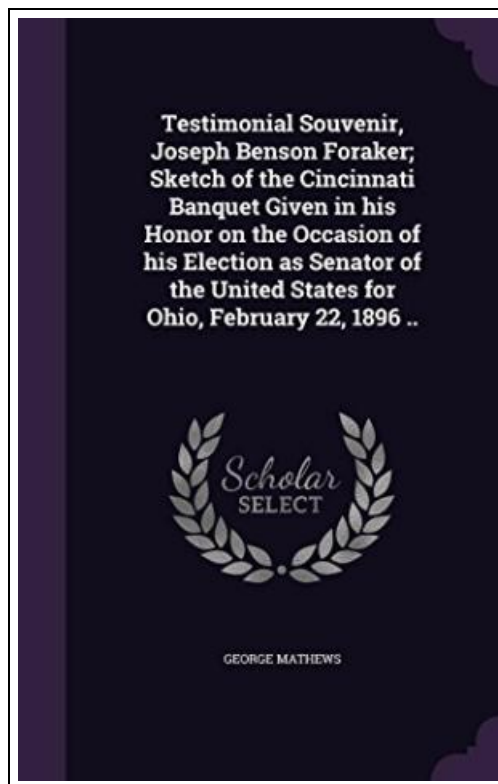 Testimonial Souvenir,
Joseph Benson Foraker;
Sketch of the Cincinnati
Banquet Given in his
Honor on the Occasion of
his Election as Senator of
the United States for
Ohio, February 22, 1896 ..
Scholar
SELECT
GEORGE MATHEWS